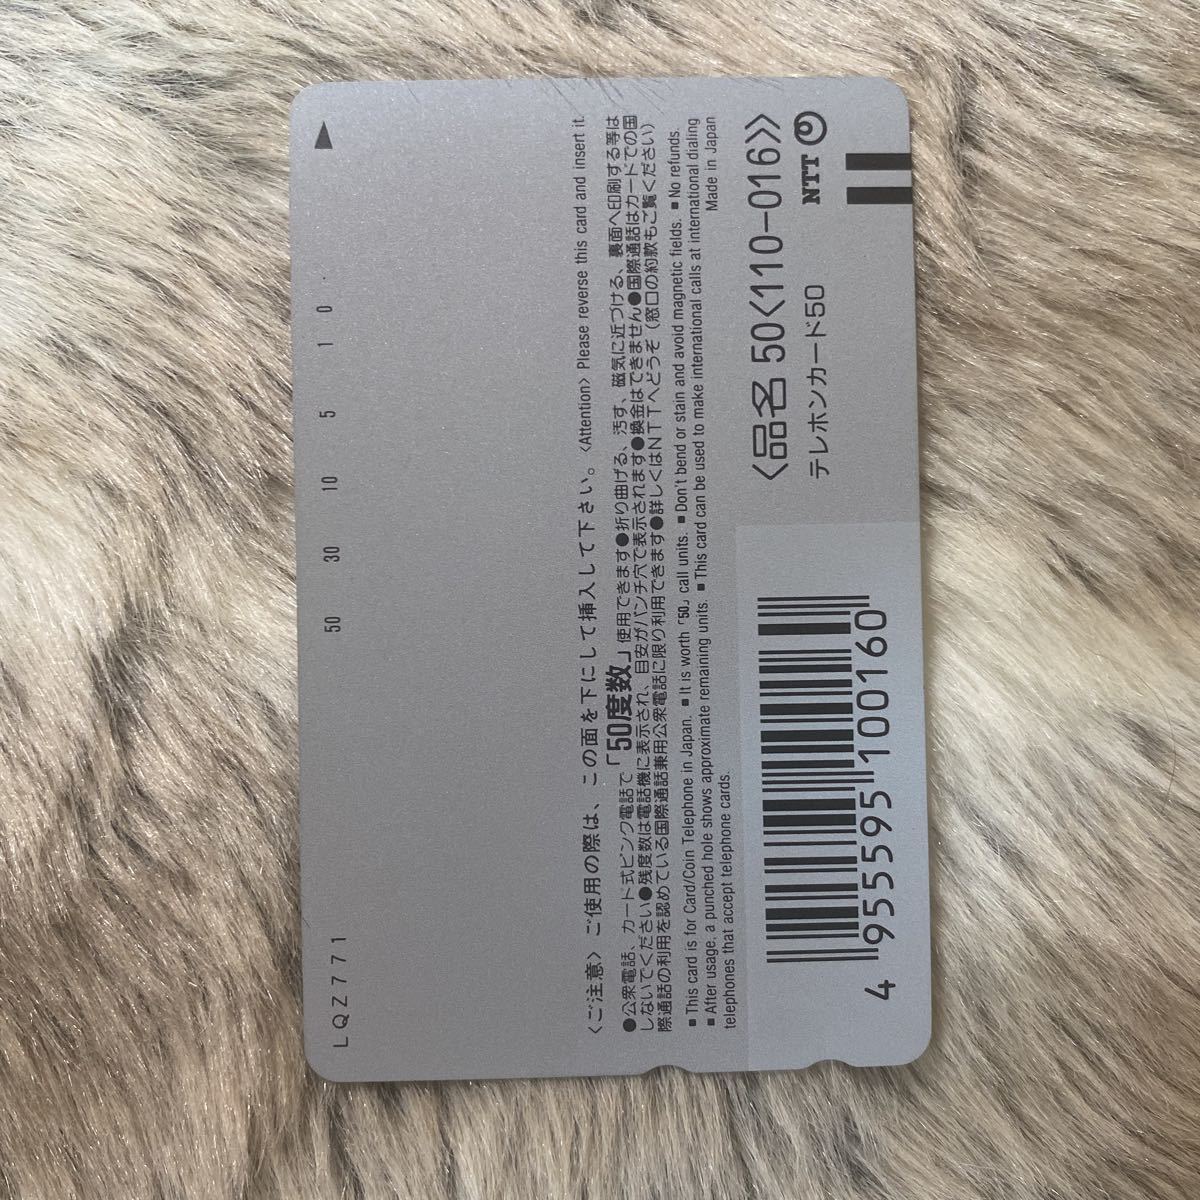 LQZ771
50 30 10 5 1 0
〈ご注意〉ご使用の際は、この面を下にして挿入して下さい。〈Attention〉Please reverse this card and insert it.
●公衆電話、カード式ピンク電話で「50度数」使用できます●折り曲げる、汚す、磁気に近づける、裏面へ印刷する等は
しないでください●残度数は電話機に表示され、目安がパンチ穴で表示されます●換金はできません●国際通話はカードでの国
際通話の利用を認めている国際通話兼用公衆電話に限り利用できます●詳しくはNTTへどうぞ(窓口の約款もご覧ください)
■This card is for Card/Coin Telephone in Japan. ■It is worth「50」call units. ■Don't bend or stain and avoid magnetic fields. ■No refunds.
■After usage, a punched hole shows approximate remaining units. ■This card can be used to make international calls at international dialing
telephones that accept telephone cards. Made in Japan
〈品名 50〈110-016〉〉
テレホンカード50
NTT
4 955595 100160